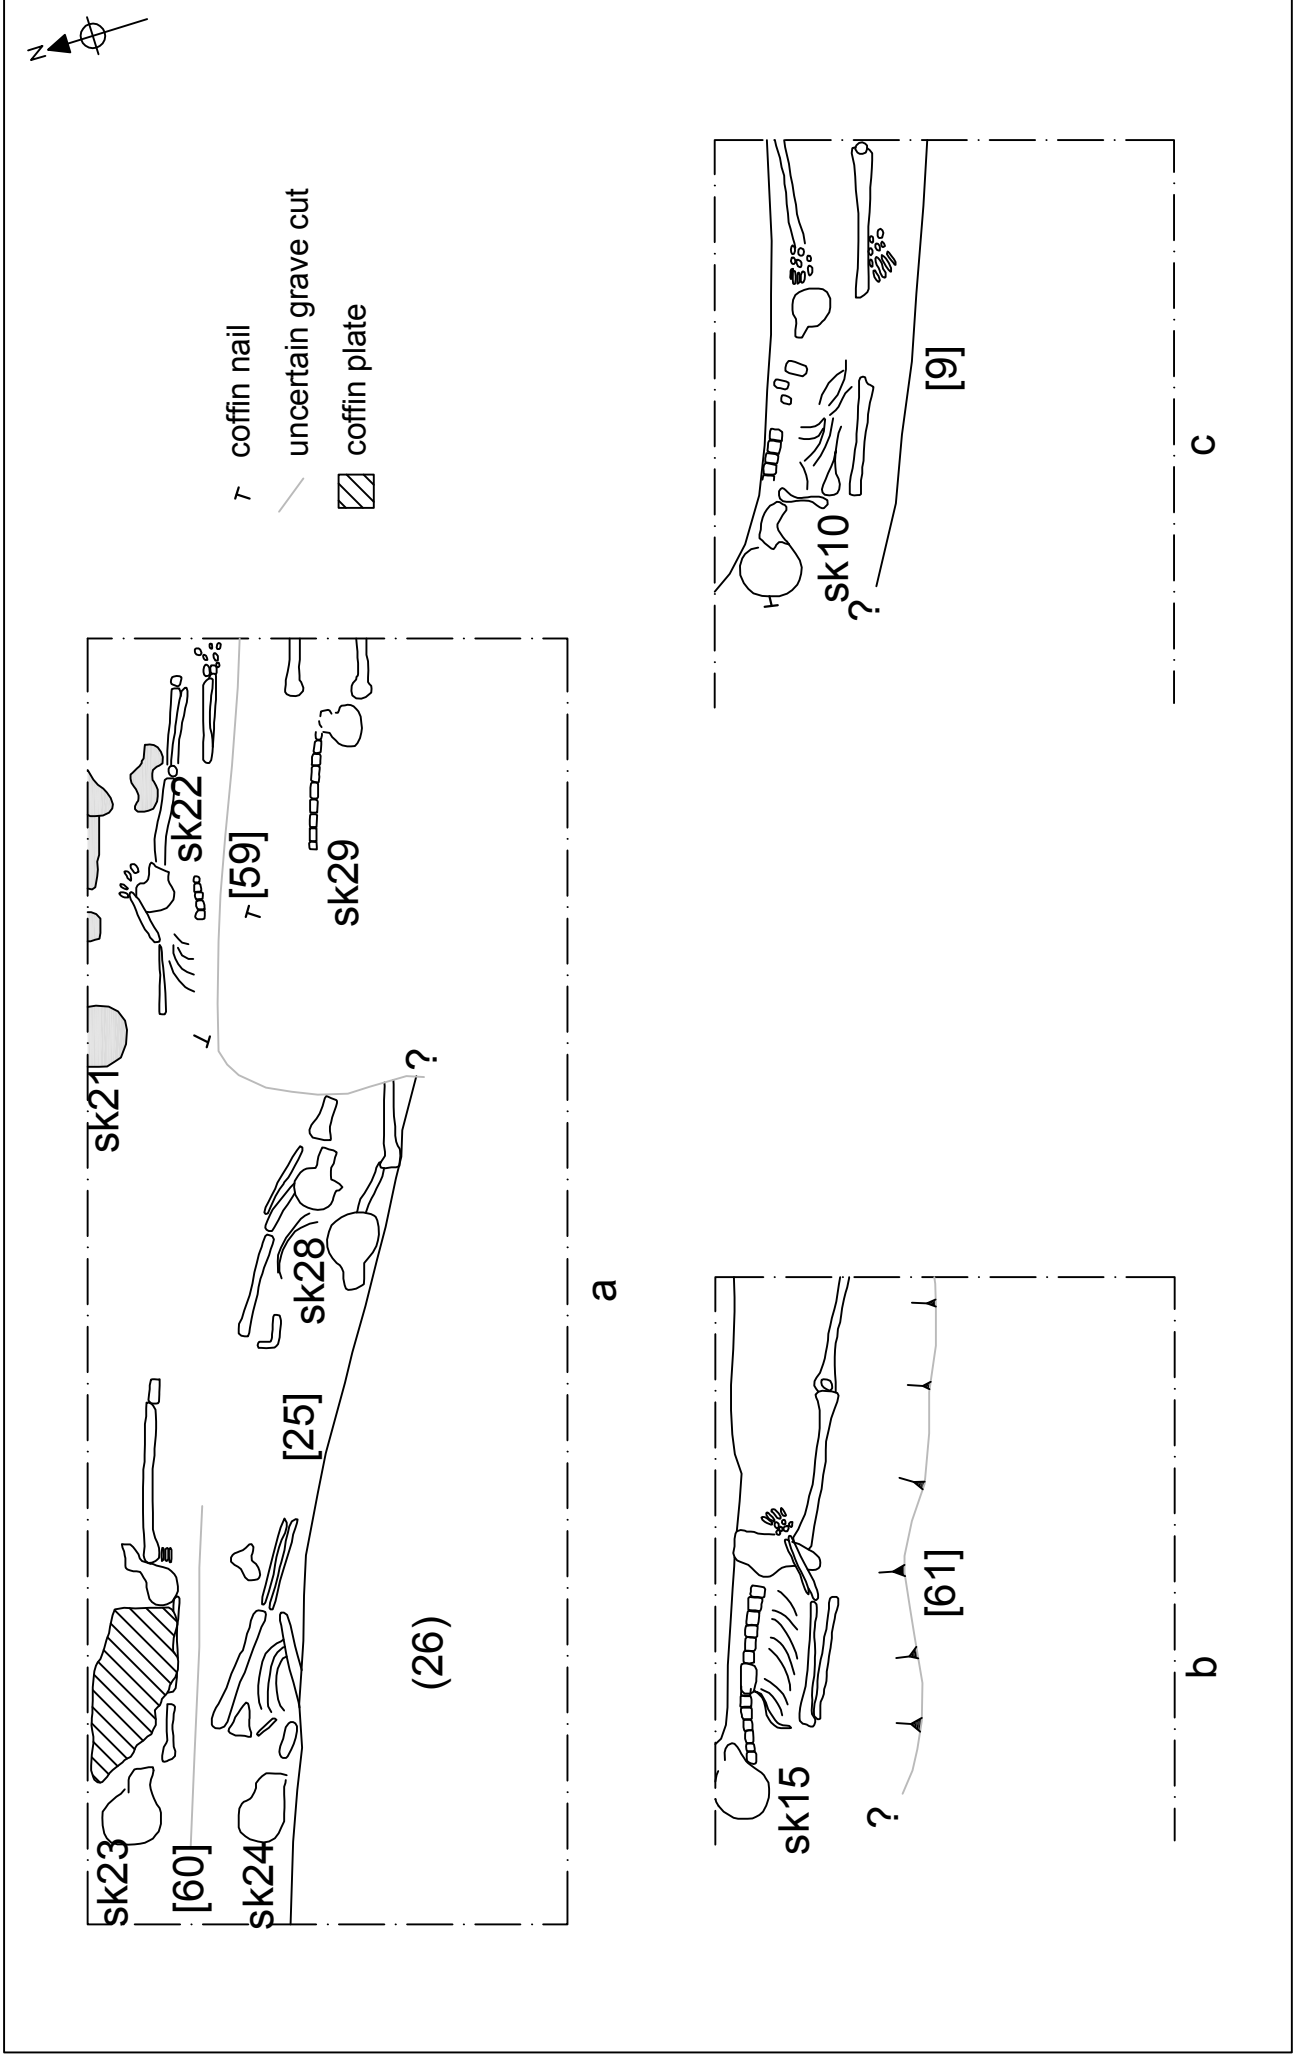 N
coffin nail
uncertain grave cut
coffin plate
sk23
[60]
sk24
[25]
(26)
sk28
sk21
?
sk22
[59]
sk29
a
sk15
?
[61]
b
sk10
?
[9]
c